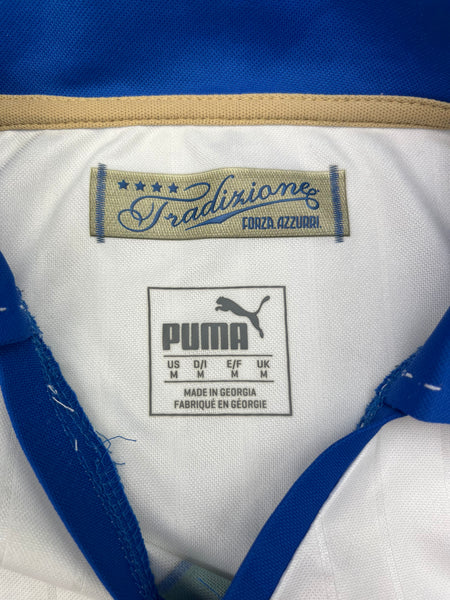 ★★★★ Tradizione
FORZA AZZURRI.
PUMA
US D/I E/F UK
M M M M
MADE IN GEORGIA
FABRIQUÉ EN GÉORGIE